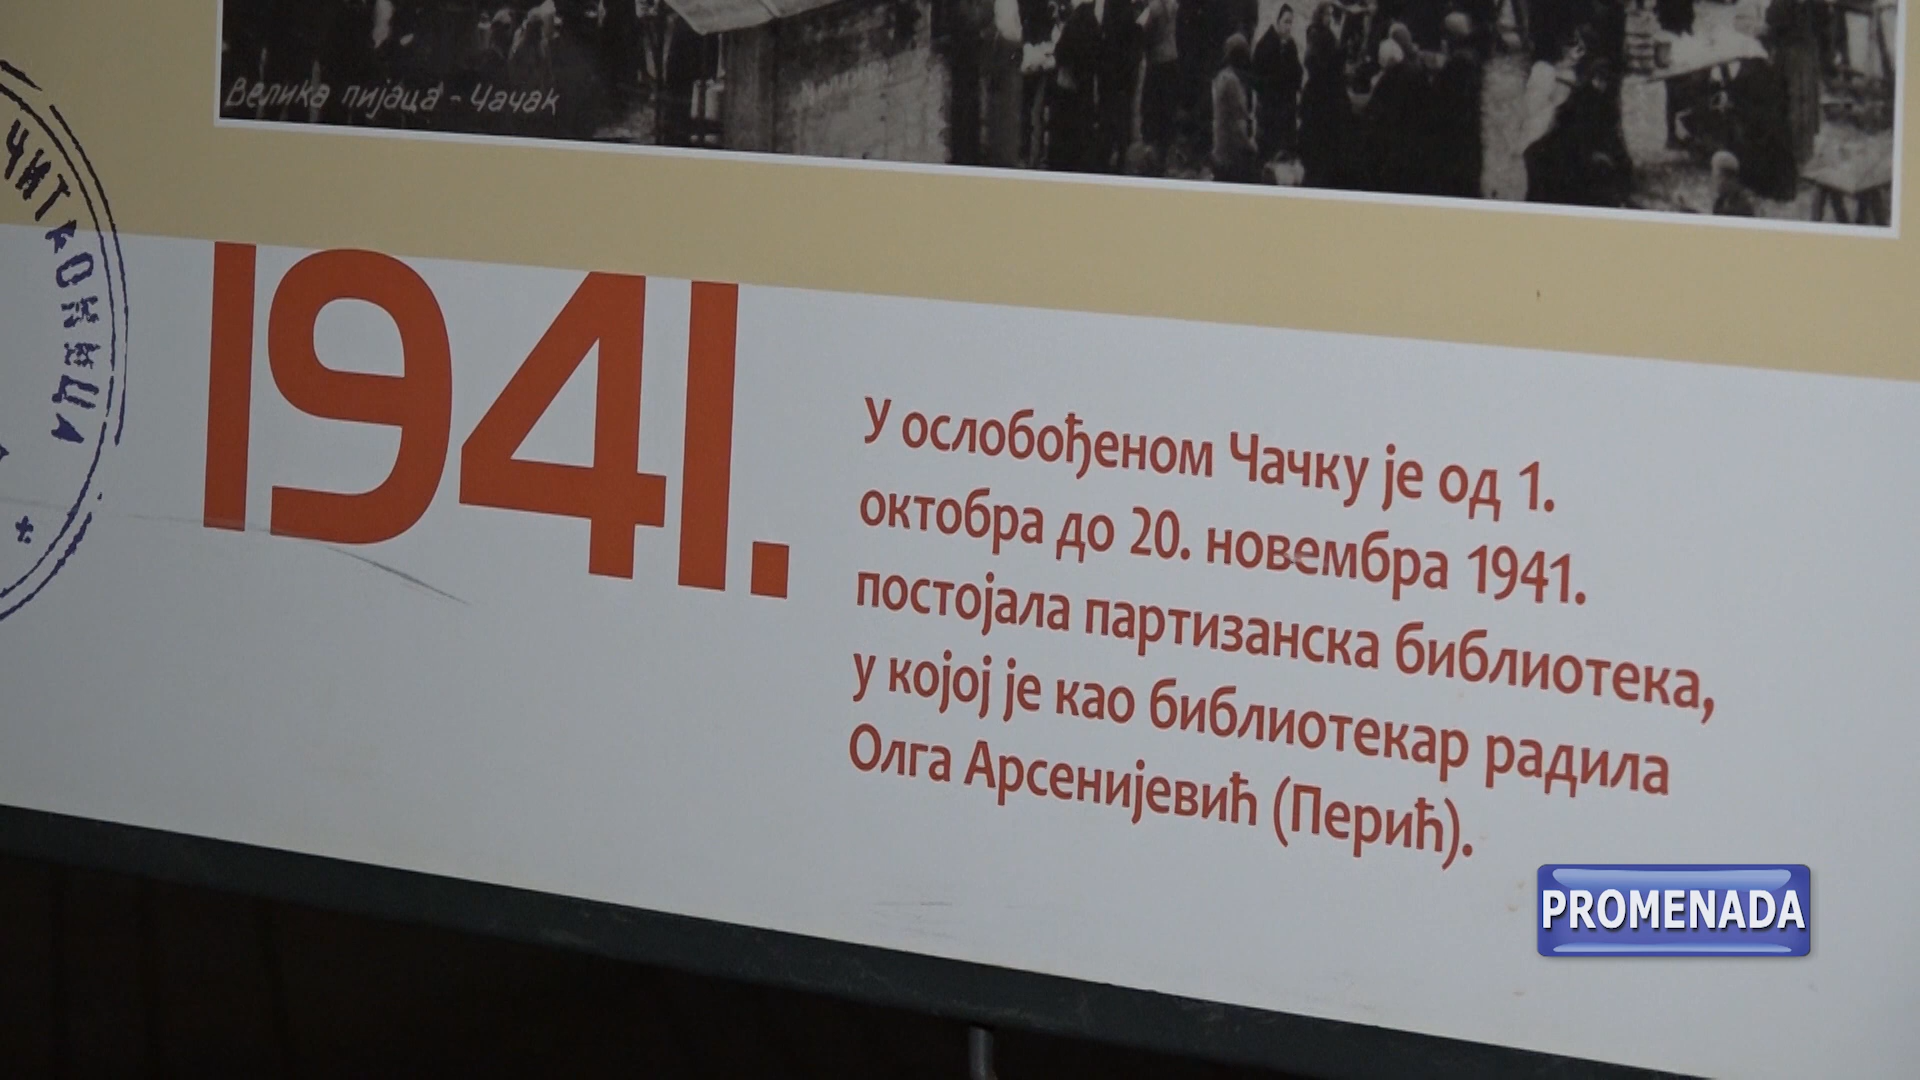 Велика пијаца - Чачак
ЧИТАОНИЦА
1941.
У ослобођеном Чачку је од 1.
октобра до 20. новембра 1941.
постојала партизанска библиотека,
у којој је као библиотекар радила
Олга Арсенијевић (Перић).
PROMENADA